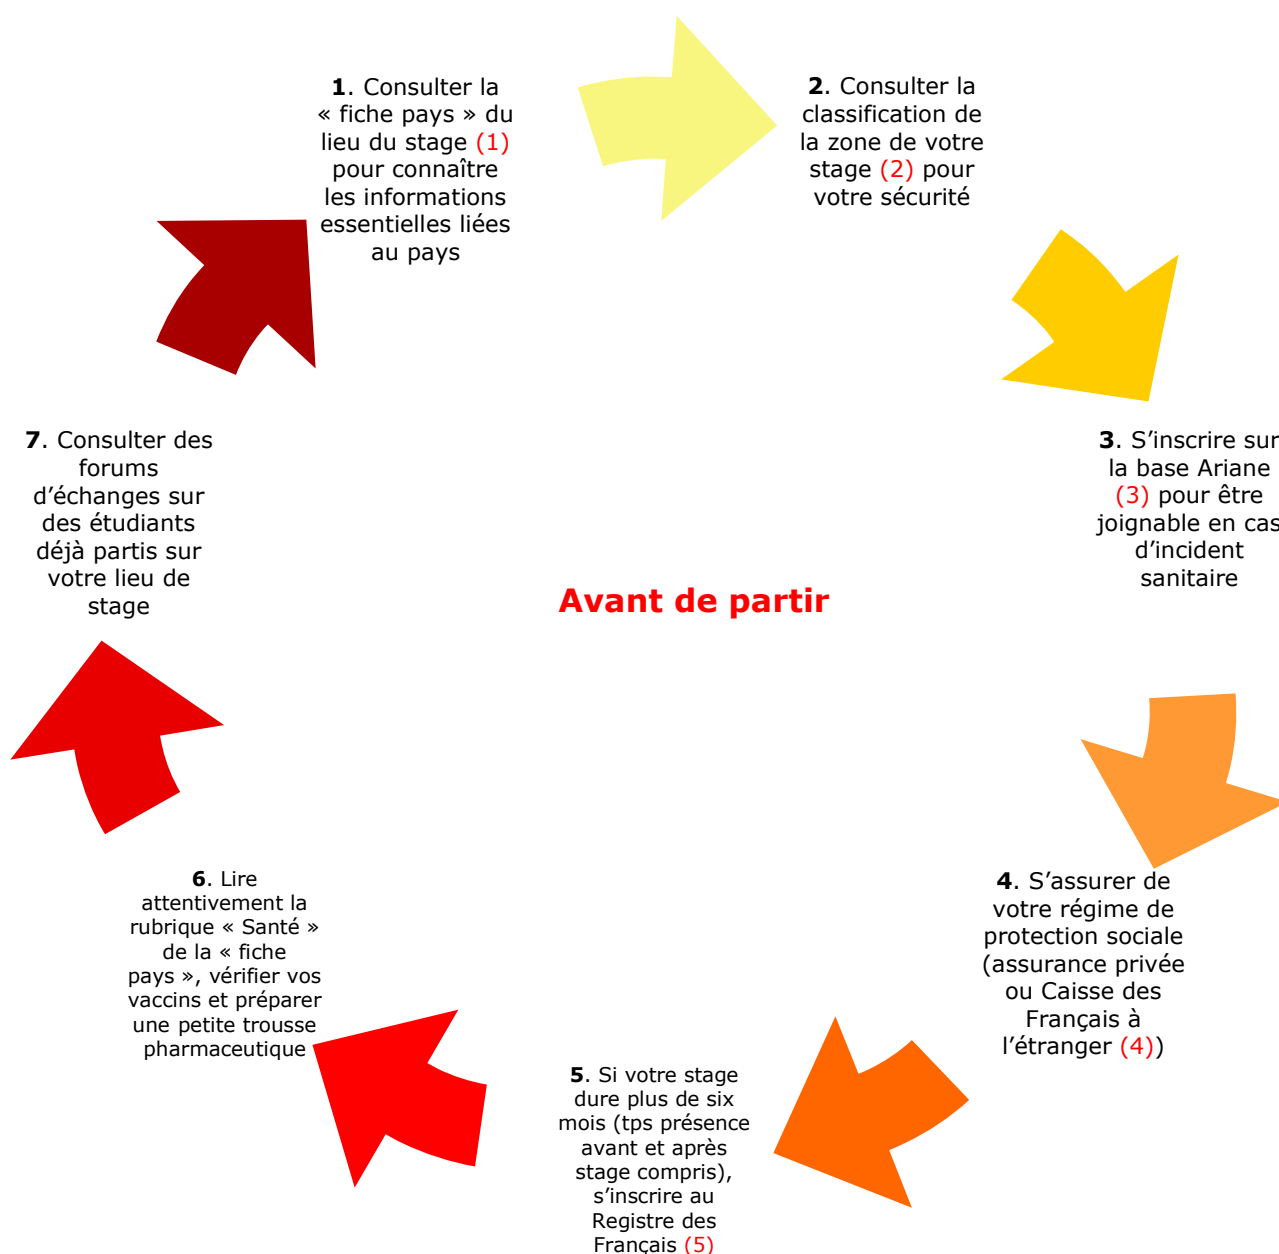 1. Consulter la
« fiche pays » du
lieu du stage (1)
pour connaître
les informations
essentielles liées
au pays
2. Consulter la
classification de
la zone de votre
stage (2) pour
votre sécurité
3. S’inscrire sur
la base Ariane
(3) pour être
joignable en cas
d’incident
sanitaire
4. S’assurer de
votre régime de
protection sociale
(assurance privée
ou Caisse des
Français à
l’étranger (4))
5. Si votre stage
dure plus de six
mois (tps présence
avant et après
stage compris),
s’inscrire au
Registre des
Français (5)
6. Lire
attentivement la
rubrique « Santé »
de la « fiche
pays », vérifier vos
vaccins et préparer
une petite trousse
pharmaceutique
7. Consulter des
forums
d’échanges sur
des étudiants
déjà partis sur
votre lieu de
stage
Avant de partir